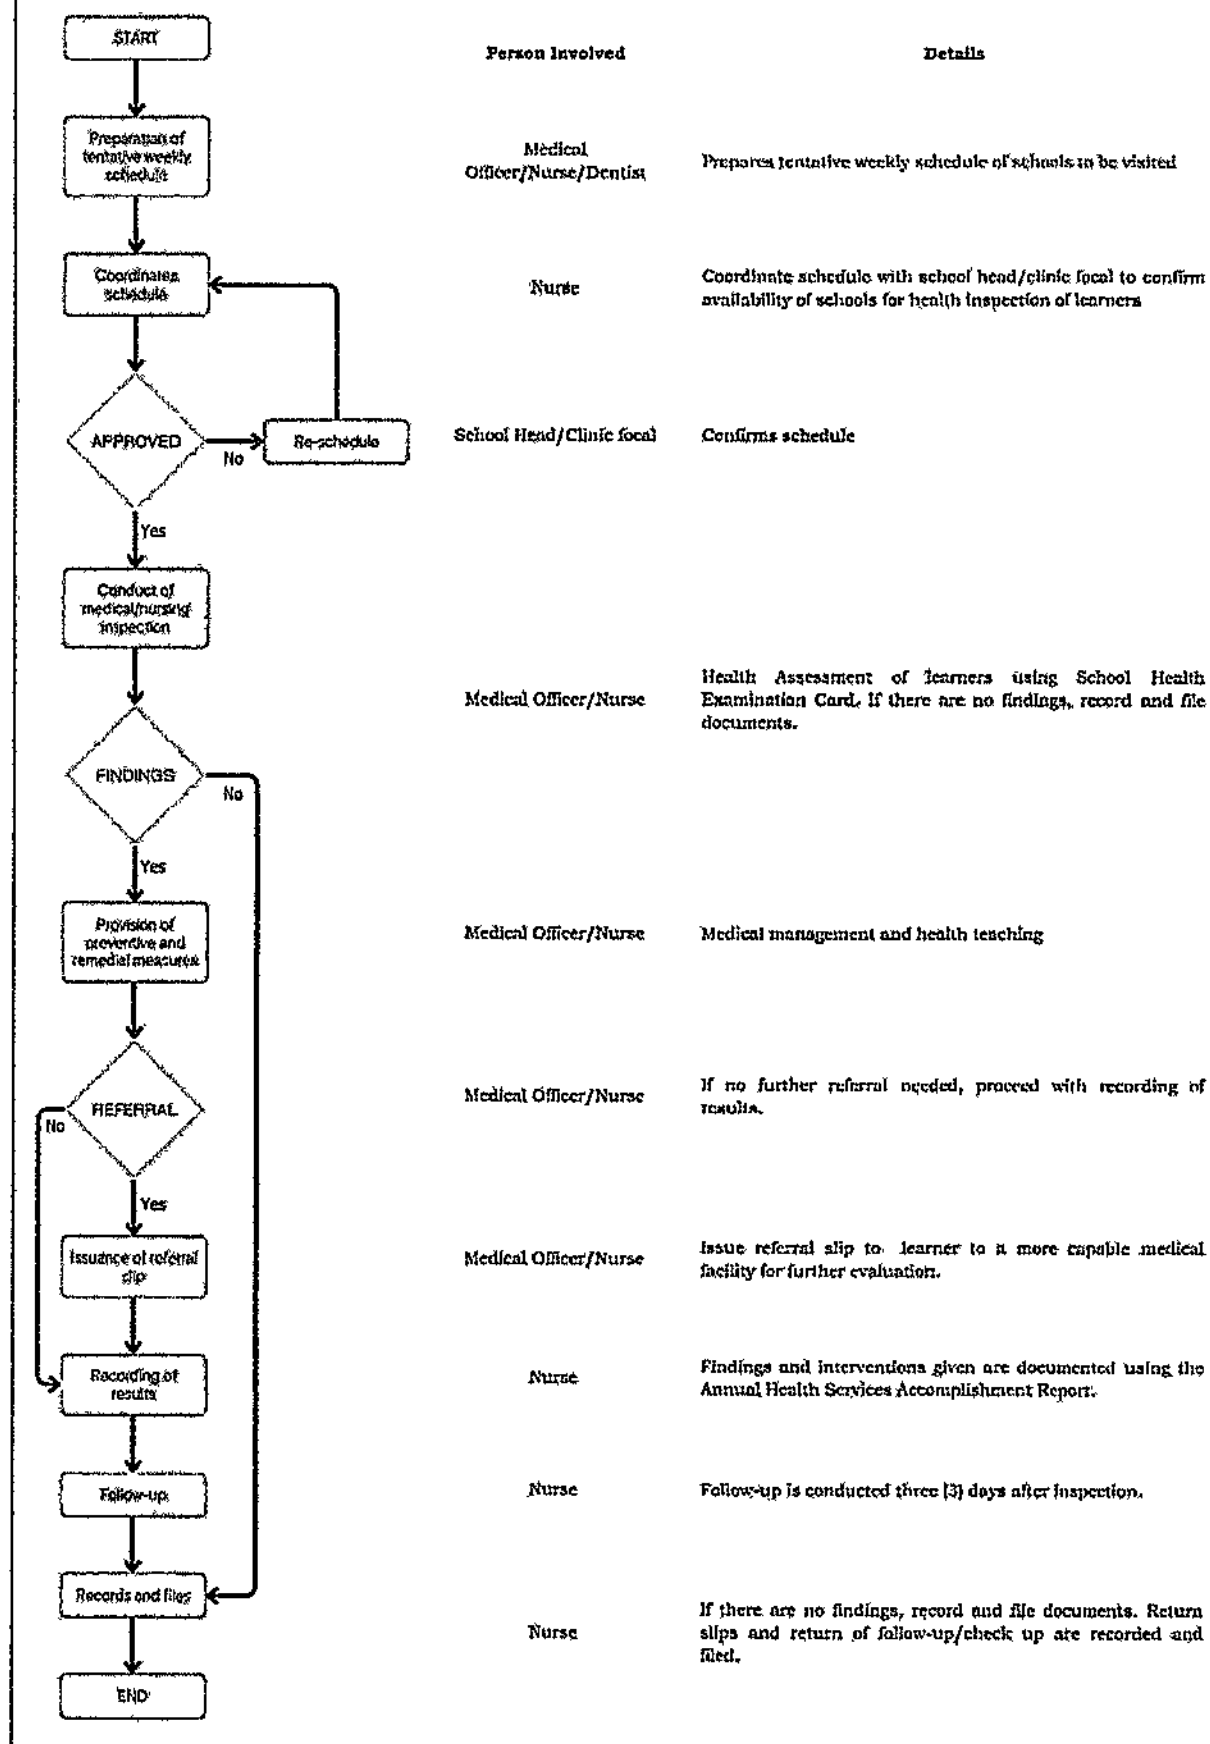 START
Person Involved
Details
Preparation of
tentative weekly
schedule
Medical
Officer/Nurse/Dentist
Prepares tentative weekly schedule of schools to be visited
Coordinates
schedule
Nurse
Coordinate schedule with school head/clinic focal to confirm
availability of schools for health inspection of learners
APPROVED
No
Re-schedule
School Head/Clinic focal
Confirms schedule
Yes
Conduct of
medical/nursing
inspection
Medical Officer/Nurse
Health Assessment of learners using School Health
Examination Card. If there are no findings, record and file
documents.
FINDINGS
No
Yes
Provision of
preventive and
remedial measures
Medical Officer/Nurse
Medical management and health teaching
REFERRAL
No
Medical Officer/Nurse
If no further referral needed, proceed with recording of
results.
Yes
Issuance of referral
slip
Medical Officer/Nurse
Issue referral slip to learner to a more capable medical
facility for further evaluation.
Recording of
results
Nurse
Findings and interventions given are documented using the
Annual Health Services Accomplishment Report.
Follow-up
Nurse
Follow-up is conducted three (3) days after inspection.
Records and files
Nurse
If there are no findings, record and file documents. Return
slips and return of follow-up/check up are recorded and
filed.
END